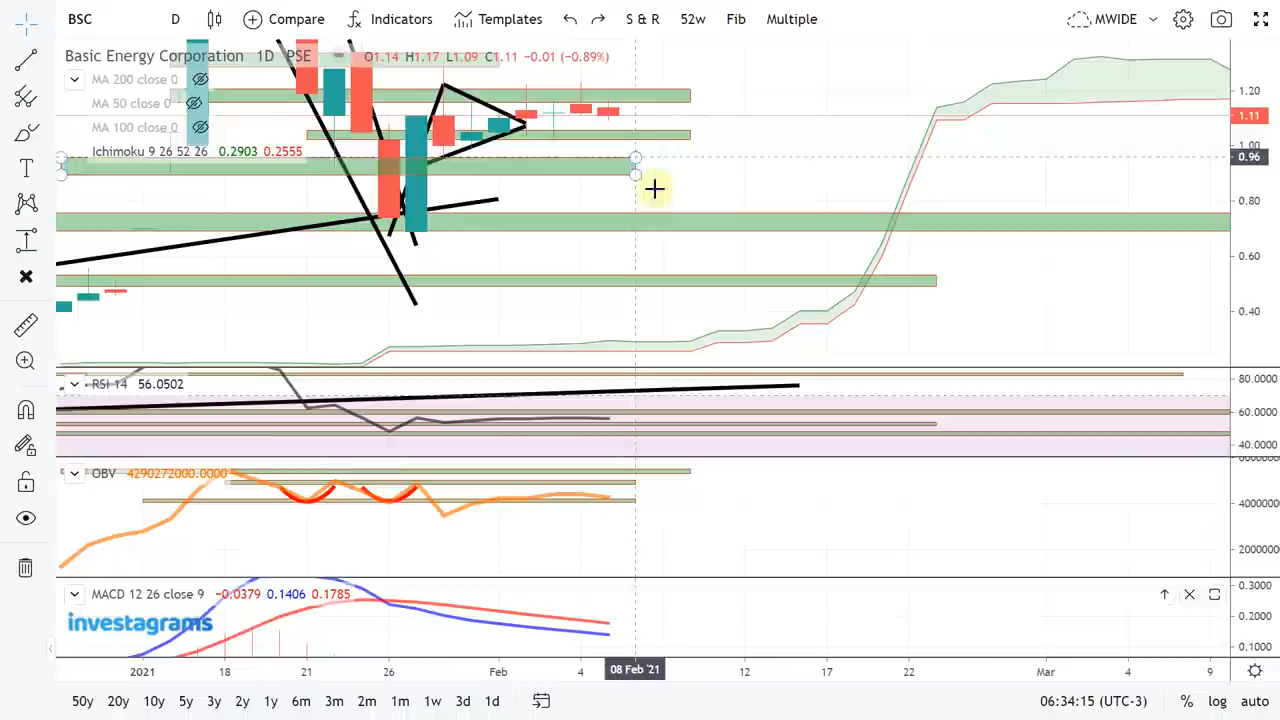 BSC D Compare Indicators Templates S & R 52w Fib Multiple MWIDE
Basic Energy Corporation 1D PSE O1.14 H1.17 L1.09 C1.11 −0.01 (−0.89%)
MA 200 close 0
MA 50 close 0
MA 100 close 0
Ichimoku 9 26 52 26 0.2903 0.2555
1.20
1.11
1.00
0.96
0.80
0.60
0.40
RSI 14 56.0502
80.0000
60.0000
40.0000
OBV 4290272000.0000
4000000
2000000
MACD 12 26 close 9 −0.0379 0.1406 0.1785
0.3000
0.2000
0.1000
investagrams
2021 18 21 26 Feb 4 08 Feb '21 12 17 22 Mar 4 9
50y 20y 10y 5y 3y 2y 1y 6m 3m 2m 1m 1w 3d 1d 06:34:15 (UTC-3) % log auto